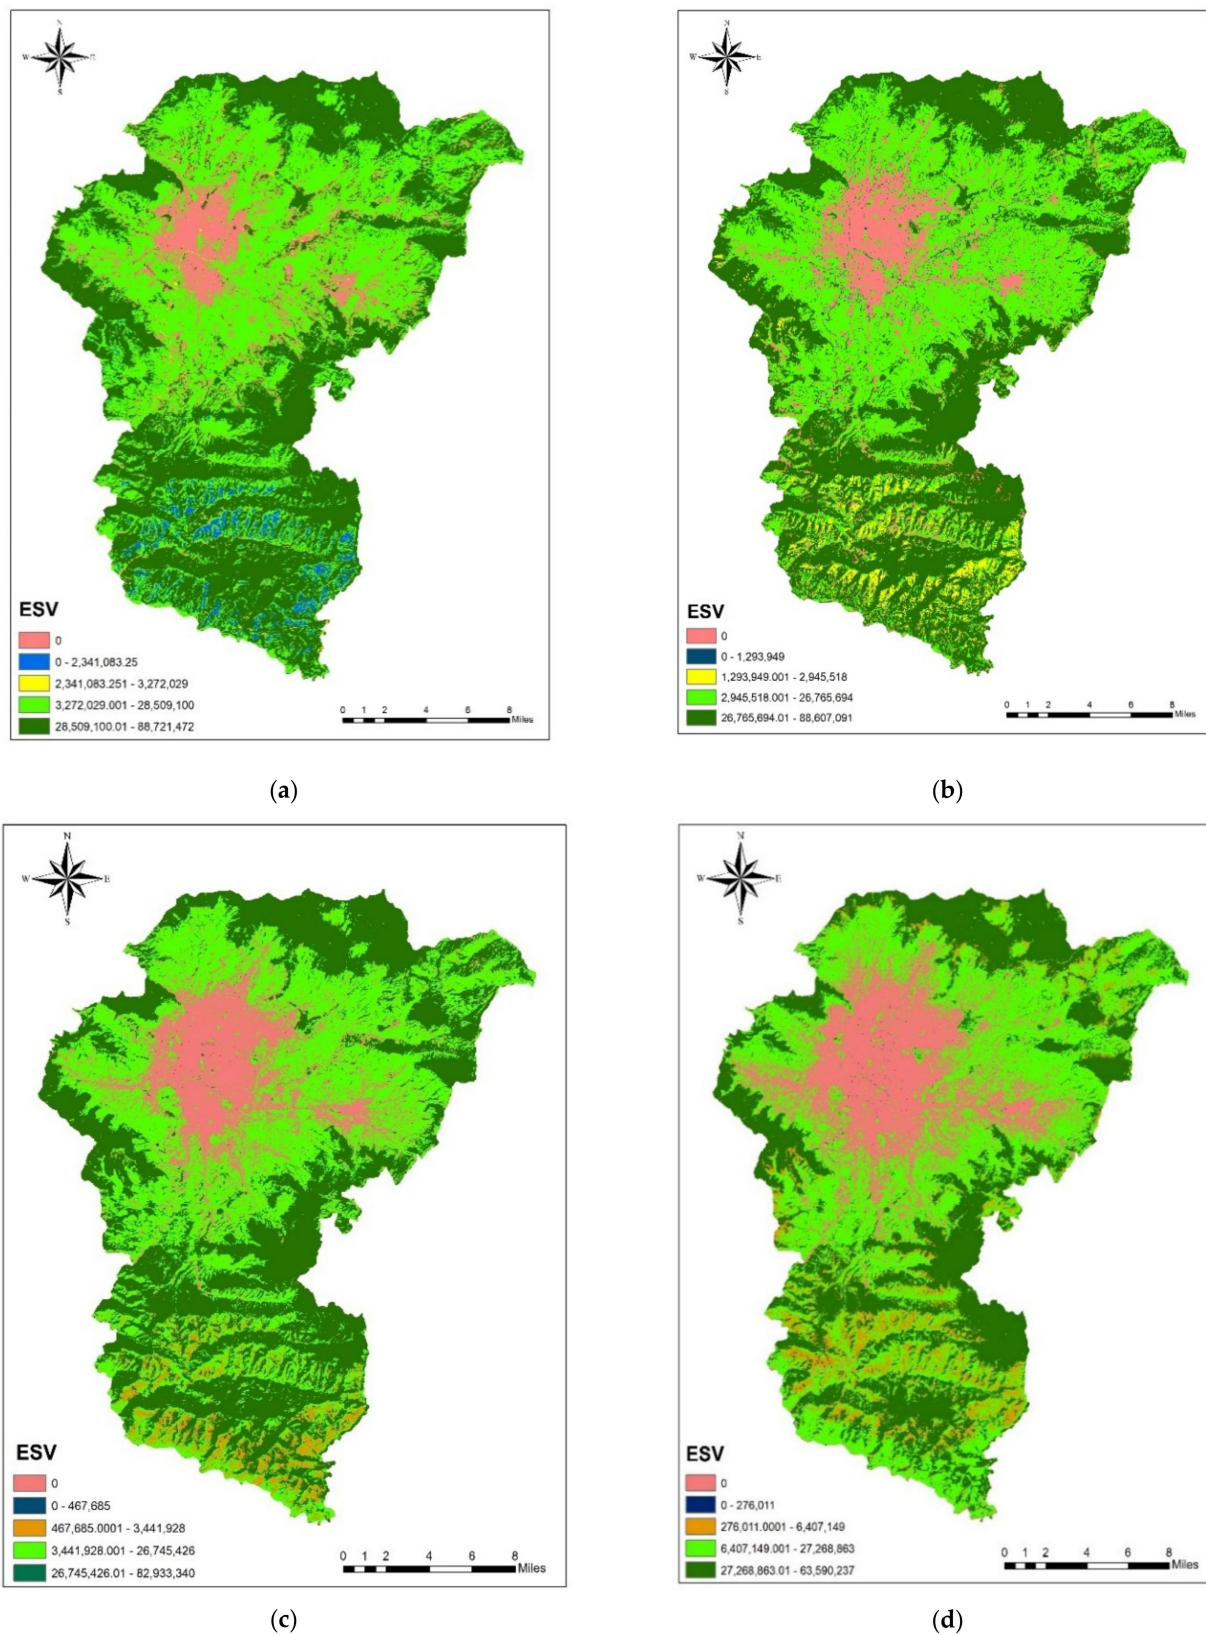 N
W E
S
ESV
0
0 - 2,341,083.25
2,341,083.251 - 3,272,029
3,272,029.001 - 28,509,100
28,509,100.01 - 88,721,472
0 1 2 4 6 8
Miles
(a)
N
W E
S
ESV
0
0 - 1,293,949
1,293,949.001 - 2,945,518
2,945,518.001 - 26,765,694
26,765,694.01 - 88,607,091
0 1 2 4 6 8
Miles
(b)
N
W E
S
ESV
0
0 - 467,685
467,685.0001 - 3,441,928
3,441,928.001 - 26,745,426
26,745,426.01 - 82,933,340
0 1 2 4 6 8
Miles
(c)
N
W E
S
ESV
0
0 - 276,011
276,011.0001 - 6,407,149
6,407,149.001 - 27,268,863
27,268,863.01 - 63,590,237
0 1 2 4 6 8
Miles
(d)